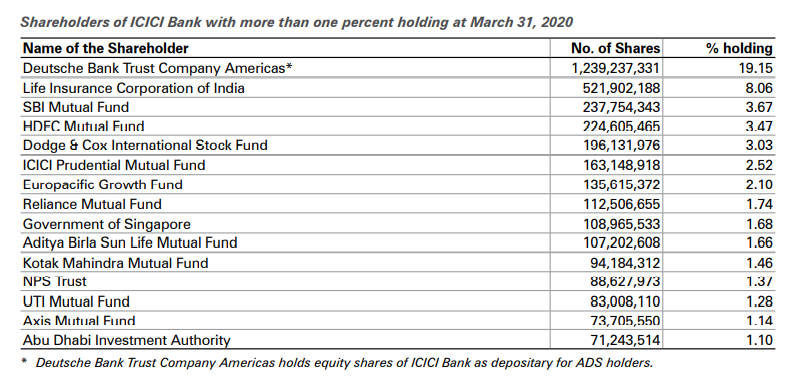 Shareholders of ICICI Bank with more than one percent holding at March 31, 2020
Name of the Shareholder No. of Shares % holding
Deutsche Bank Trust Company Americas* 1,239,237,331 19.15
Life Insurance Corporation of India 521,902,188 8.06
SBI Mutual Fund 237,754,343 3.67
HDFC Mutual Fund 224,605,465 3.47
Dodge & Cox International Stock Fund 196,131,976 3.03
ICICI Prudential Mutual Fund 163,148,918 2.52
Europacific Growth Fund 135,615,372 2.10
Reliance Mutual Fund 112,506,655 1.74
Government of Singapore 108,965,533 1.68
Aditya Birla Sun Life Mutual Fund 107,202,608 1.66
Kotak Mahindra Mutual Fund 94,184,312 1.46
NPS Trust 88,627,973 1.37
UTI Mutual Fund 83,008,110 1.28
Axis Mutual Fund 73,705,550 1.14
Abu Dhabi Investment Authority 71,243,514 1.10
* Deutsche Bank Trust Company Americas holds equity shares of ICICI Bank as depositary for ADS holders.